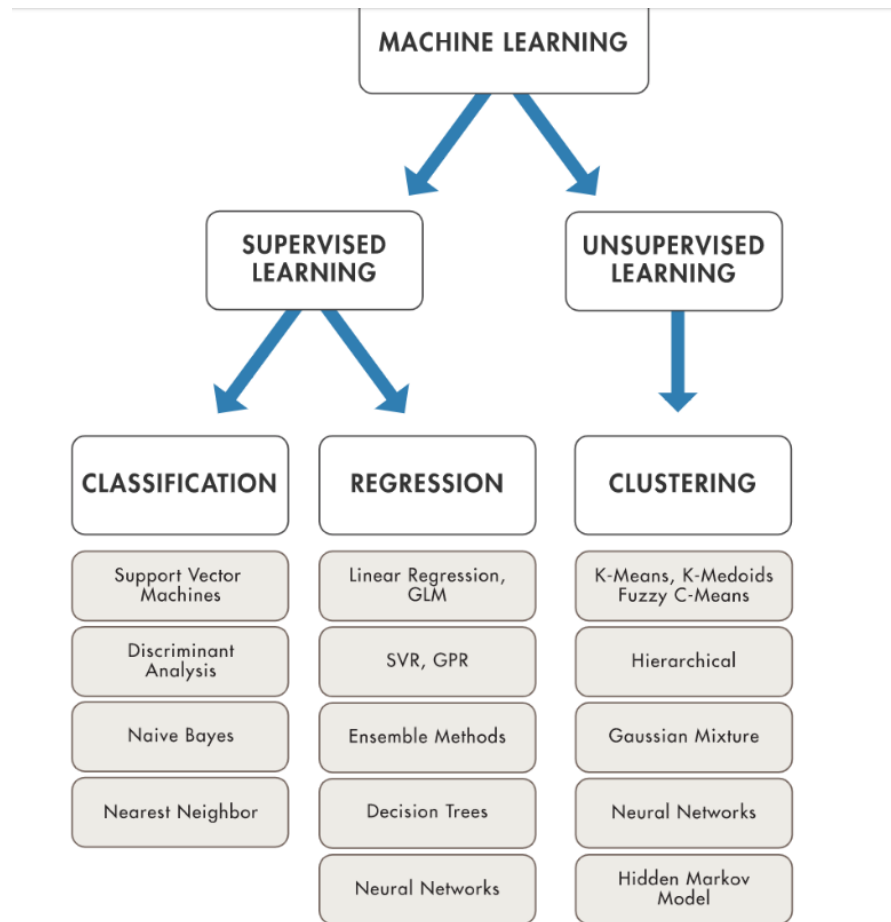 MACHINE LEARNING
SUPERVISED
LEARNING
UNSUPERVISED
LEARNING
CLASSIFICATION
Support Vector
Machines
Discriminant
Analysis
Naive Bayes
Nearest Neighbor
REGRESSION
Linear Regression,
GLM
SVR, GPR
Ensemble Methods
Decision Trees
Neural Networks
CLUSTERING
K-Means, K-Medoids
Fuzzy C-Means
Hierarchical
Gaussian Mixture
Neural Networks
Hidden Markov
Model